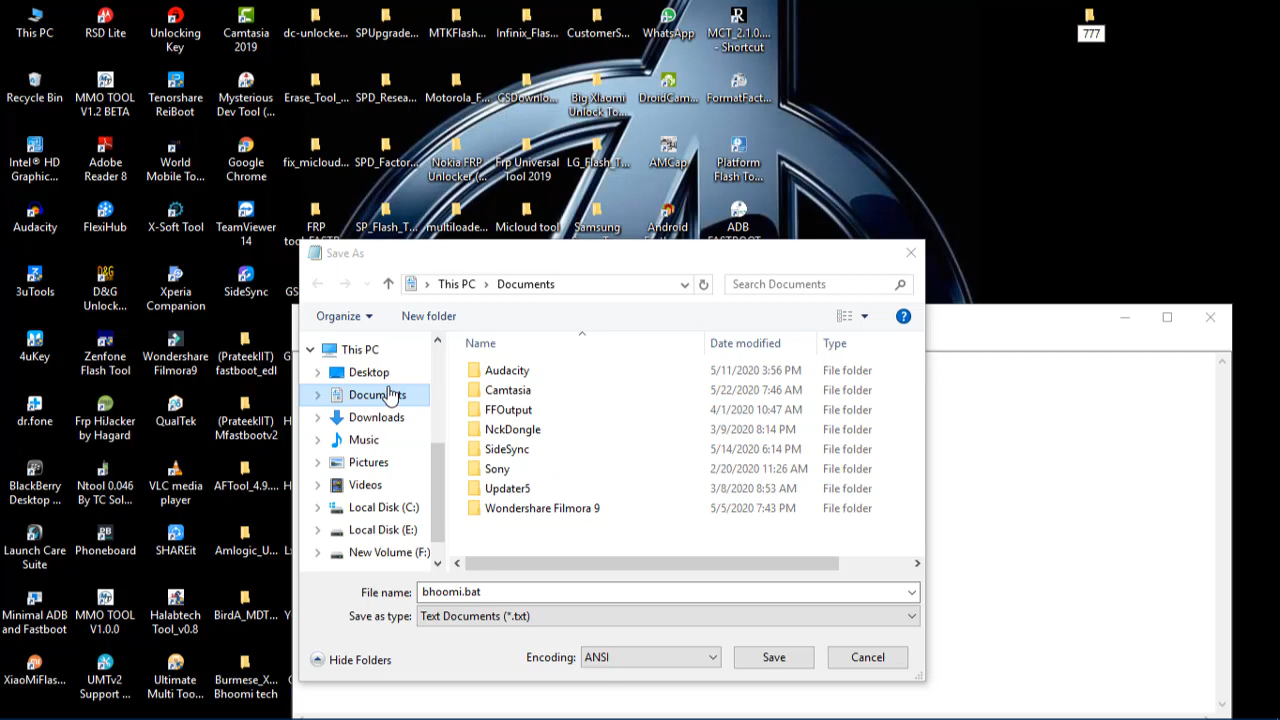 This PC
RSD Lite
Unlocking
Key
Camtasia
2019
dc-unlocke...
SPUpgrade...
MTKFlash...
Infinix_Flas...
CustomerS...
WhatsApp
MCT_2.1.0....
- Shortcut
777
Recycle Bin
MMO TOOL
V1.2 BETA
Tenorshare
ReiBoot
Mysterious
Dev Tool (...
Erase_Tool_...
SPD_Resea...
Motorola_F...
CSDownlo...
Big XIaomi
Unlock To...
DroidCam...
FormatFact...
Intel® HD
Graphic...
Adobe
Reader 8
World
Mobile To...
Google
Chrome
fix_micloud...
SPD_Factor...
Nokia FRP
Unlocker (...
Frp Universal
Tool 2019
LG_Flash_T...
AMCap
Platform
Flash To...
Audacity
FlexiHub
X-Soft Tool
TeamViewer
14
FRP
SP_Flash_T...
multiloade...
Micloud tool
Samsung
Android
ADB
Save As
3uTools
D&G
Unlock...
Xperia
Companion
SideSync
This PC
Documents
Search Documents
Organize
New folder
4uKey
Zenfone
Flash Tool
Wondershare
Filmora9
(PrateekIIT)
fastboot_edl
This PC
Desktop
Documents
Downloads
Music
Pictures
Videos
Local Disk (C:)
Local Disk (E:)
New Volume (F:)
Name
Date modified
Type
Audacity
5/11/2020 3:56 PM
File folder
Camtasia
5/22/2020 7:46 AM
File folder
FFOutput
4/1/2020 10:47 AM
File folder
NckDongle
3/9/2020 8:14 PM
File folder
SideSync
5/14/2020 6:14 PM
File folder
Sony
2/20/2020 11:26 AM
File folder
Updater5
3/8/2020 8:53 AM
File folder
Wondershare Filmora 9
5/5/2020 7:43 PM
File folder
dr.fone
Frp HiJacker
by Hagard
QualTek
(PrateekIIT)
Mfastbootv2
BlackBerry
Desktop ...
Ntool 0.046
By TC Sol...
VLC media
player
AFTool_4.9....
Launch Care
Suite
Phoneboard
SHAREit
Amlogic_U...
File name:
bhoomi.bat
Save as type:
Text Documents (*.txt)
Minimal ADB
and Fastboot
MMO TOOL
V1.0.0
Halabtech
Tool_v0.8
BirdA_MDT...
Hide Folders
Encoding:
ANSI
Save
Cancel
XiaoMiFlas...
UMTv2
Support ...
Ultimate
Multi Too...
Burmese_X...
Bhoomi tech